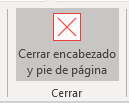 Cerrar encabezado
y pie de página
Cerrar